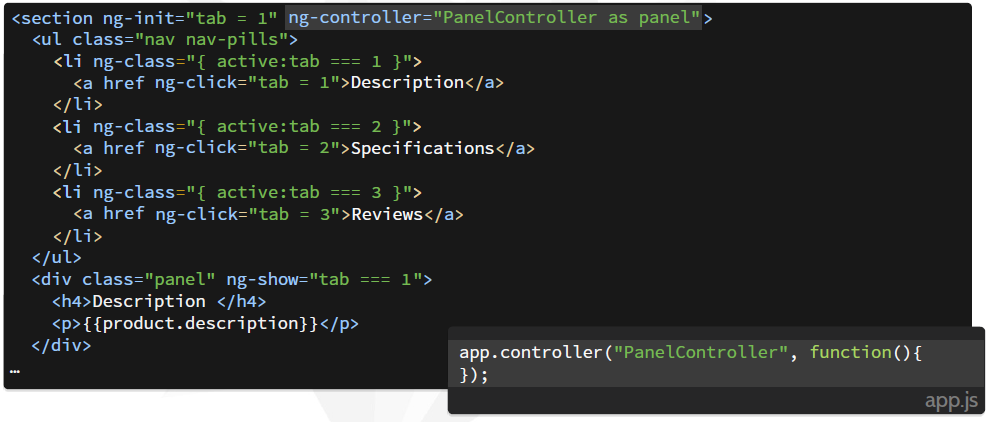 <section ng-init="tab = 1" ng-controller="PanelController as panel">
<ul class="nav nav-pills">
<li ng-class="{ active:tab === 1 }">
<a href ng-click="tab = 1">Description</a>
</li>
<li ng-class="{ active:tab === 2 }">
<a href ng-click="tab = 2">Specifications</a>
</li>
<li ng-class="{ active:tab === 3 }">
<a href ng-click="tab = 3">Reviews</a>
</li>
</ul>
<div class="panel" ng-show="tab === 1">
<h4>Description </h4>
<p>{{product.description}}</p>
</div>
…
app.controller("PanelController", function(){
});
app.js